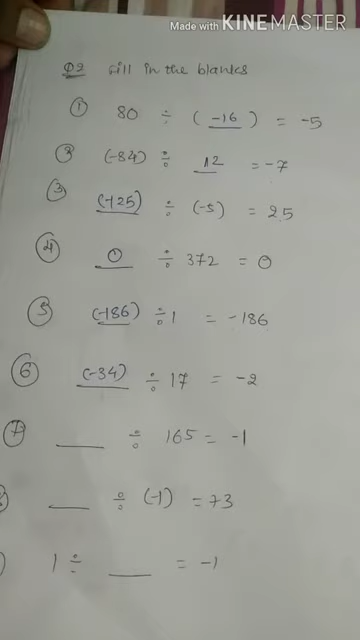 Made with KINEMASTER
Q2 Fill in the blanks
① 80 ÷ (-16) = -5
② (-84) ÷ 12 = -7
③ (-125) ÷ (-5) = 25
④ 0 ÷ 372 = 0
⑤ (-186) ÷ 1 = -186
⑥ (-34) ÷ 17 = -2
⑦ ____ ÷ 165 = -1
____ ÷ (-1) = 73
1 ÷ ____ = -1